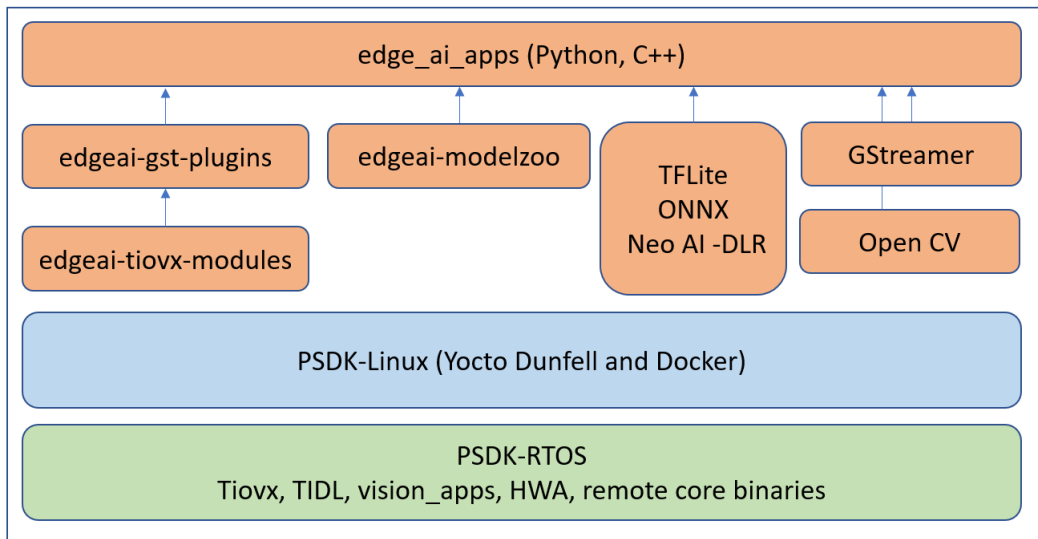 edge_ai_apps (Python, C++)
edgeai-gst-plugins
edgeai-modelzoo
TFLite
ONNX
Neo AI -DLR
GStreamer
edgeai-tiovx-modules
Open CV
PSDK-Linux (Yocto Dunfell and Docker)
PSDK-RTOS
Tiovx, TIDL, vision_apps, HWA, remote core binaries